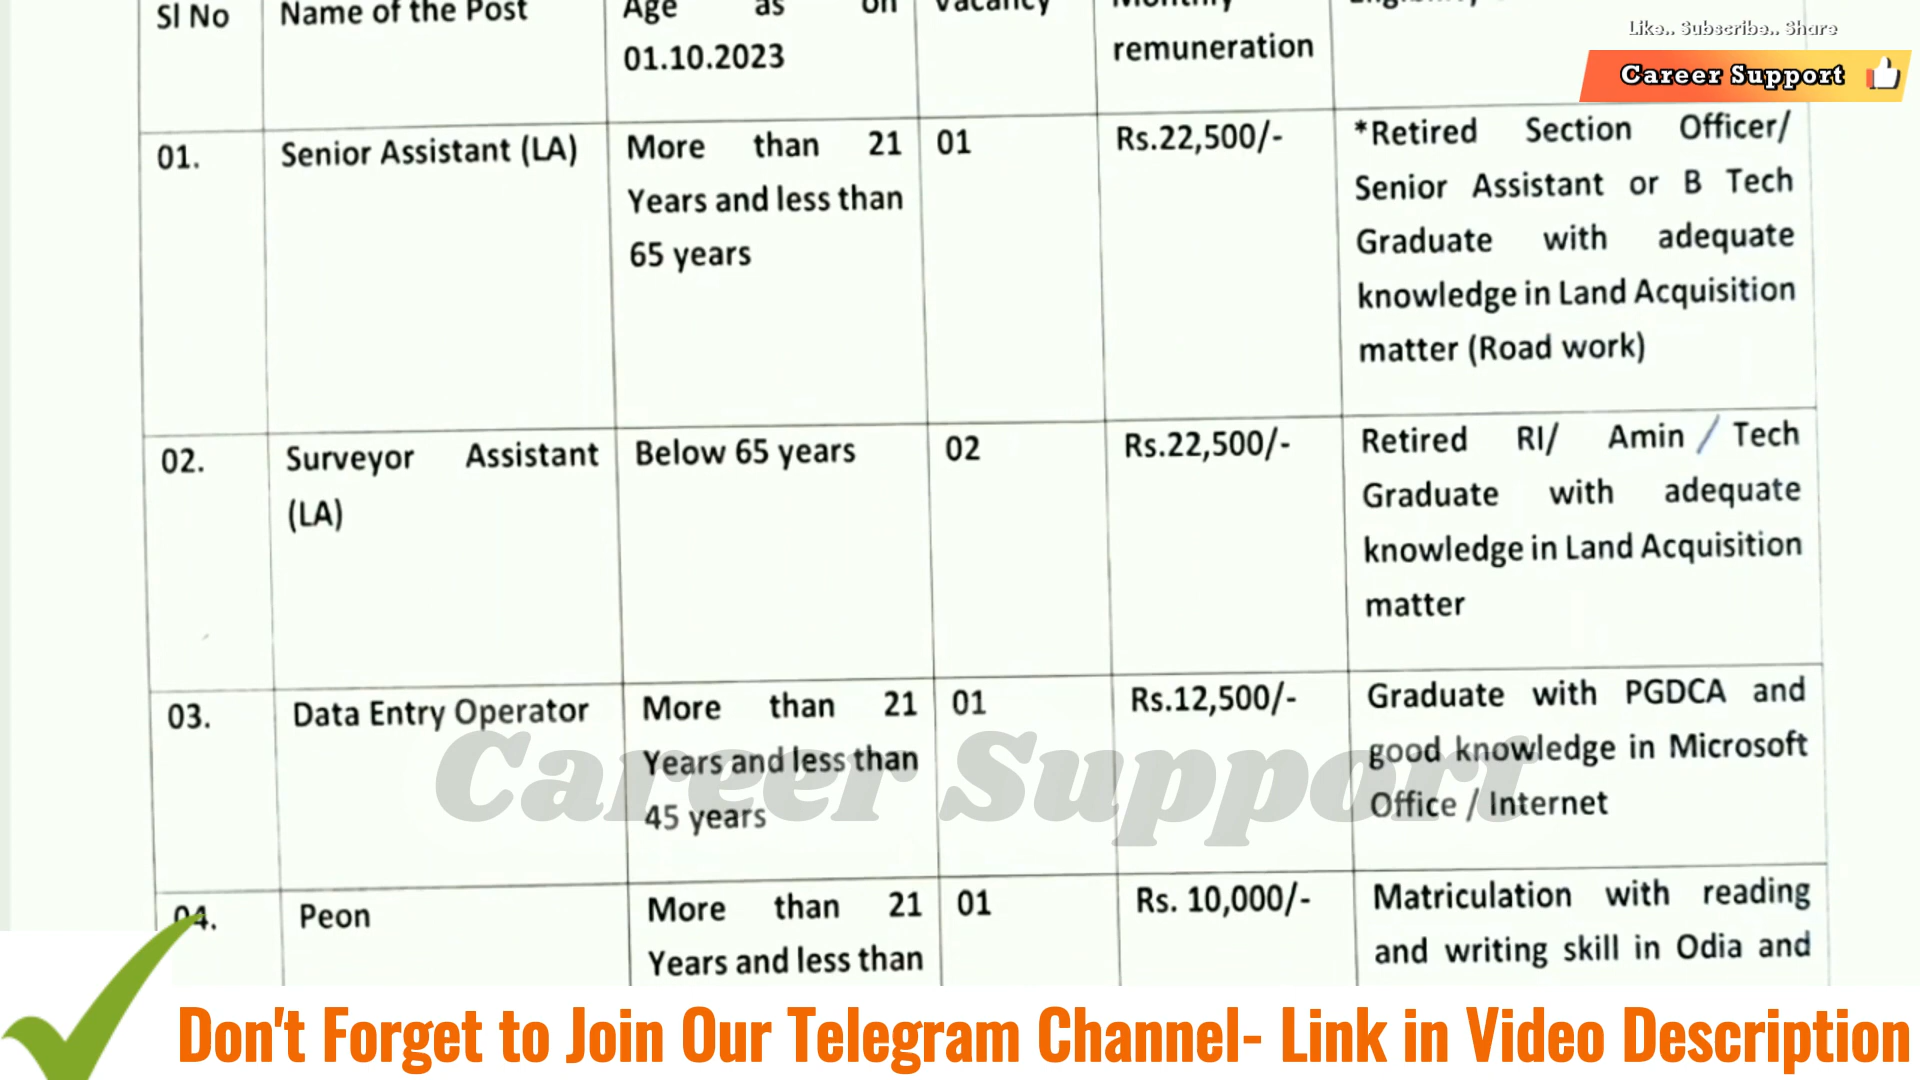 Sl No Name of the Post Age as on Vacancy Monthly
01.10.2023 remuneration
Like.. Subscribe.. Share
Career Support
01. Senior Assistant (LA) More than 21 01 Rs.22,500/- *Retired Section Officer/
Years and less than Senior Assistant or B Tech
65 years Graduate with adequate
knowledge in Land Acquisition
matter (Road work)
02. Surveyor Assistant Below 65 years 02 Rs.22,500/- Retired RI/ Amin / Tech
(LA) Graduate with adequate
knowledge in Land Acquisition
matter
03. Data Entry Operator More than 21 01 Rs.12,500/- Graduate with PGDCA and
Years and less than good knowledge in Microsoft
45 years Office / Internet
Career Support
04. Peon More than 21 01 Rs. 10,000/- Matriculation with reading
Years and less than and writing skill in Odia and
Don't Forget to Join Our Telegram Channel- Link in Video Description